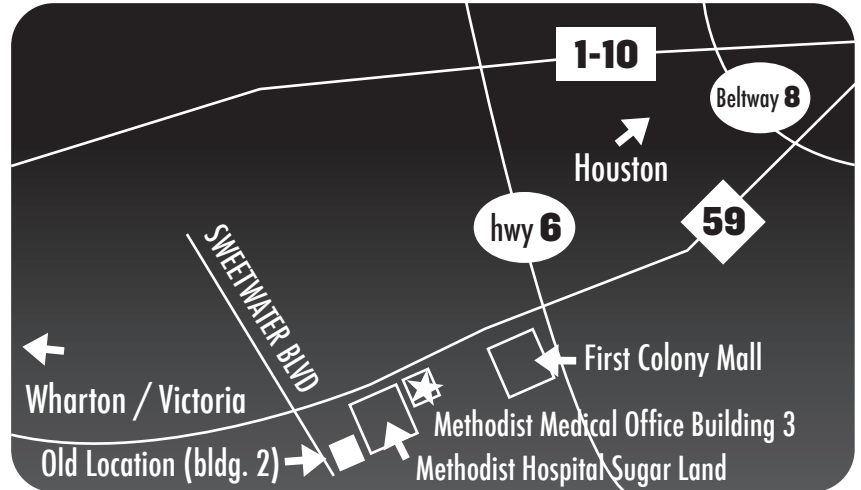 1-10
Beltway 8
Houston
hwy 6
59
SWEETWATER BLVD
First Colony Mall
Wharton / Victoria
Methodist Medical Office Building 3
Old Location (bldg. 2)
Methodist Hospital Sugar Land